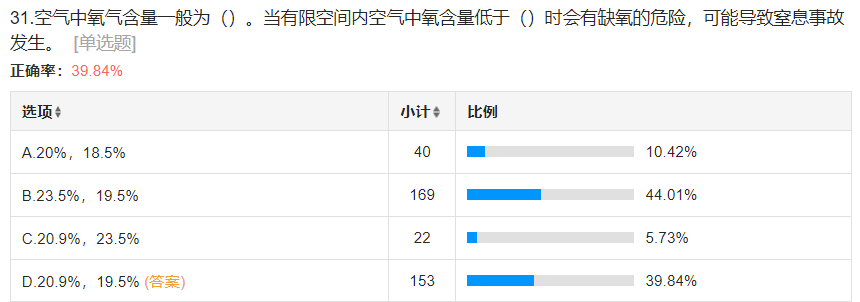 31.空气中氧气含量一般为（）。当有限空间内空气中氧含量低于（）时会有缺氧的危险，可能导致窒息事故
发生。 [单选题]
正确率：39.84%
选项 小计 比例
A.20%，18.5% 40 10.42%
B.23.5%，19.5% 169 44.01%
C.20.9%，23.5% 22 5.73%
D.20.9%，19.5% (答案) 153 39.84%